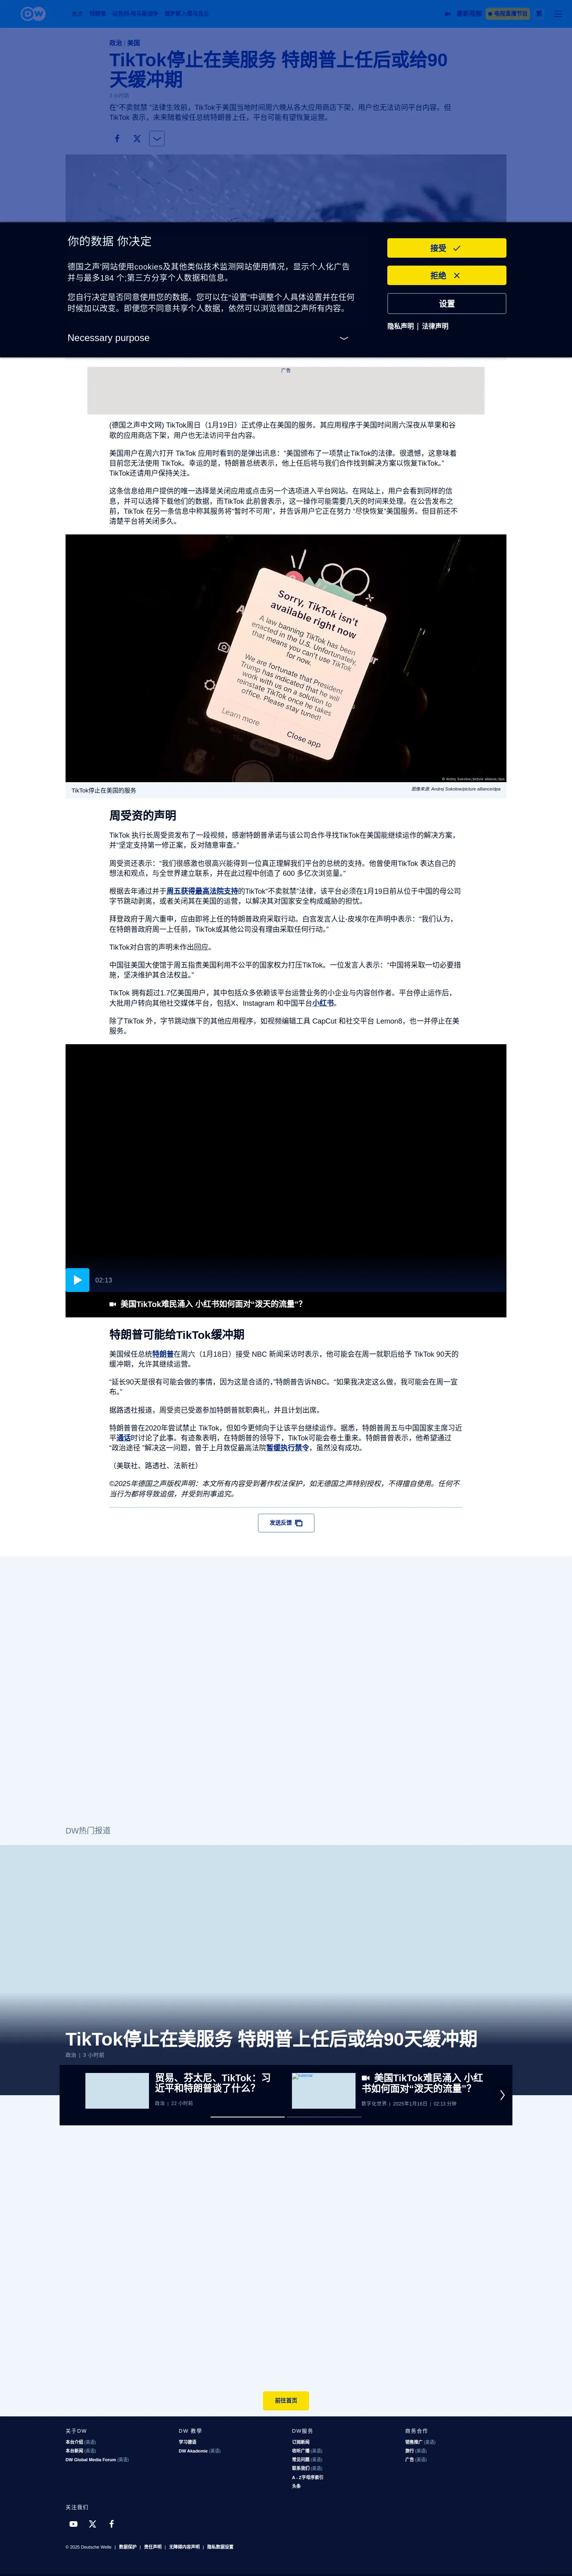 DW
特朗普
最新视频
电视直播节目
繁
政治 | 美国
TikTok停止在美服务 特朗普上任后或给90
天缓冲期
3 小时前
在“不卖就禁 ”法律生效前，TikTok于美国当地时间周六晚从各大应用商店下架，用户也无法访问平台内容。但
TikTok 表示，未来随着候任总统特朗普上任，平台可能有望恢复运营。
你的数据 你决定
德国之声'网站使用cookies及其他类似技术监测网站使用情况，显示个人化广告
并与最多184 个;第三方分享个人数据和信息。
您自行决定是否同意使用您的数据。您可以在“设置”中调整个人具体设置并在任何
时候加以改变。即便您不同意共享个人数据，依然可以浏览德国之声所有内容。
Necessary purpose
接受
拒绝
设置
隐私声明 | 法律声明
广告
(德国之声中文网) TikTok周日（1月19日）正式停止在美国的服务。其应用程序于美国时间周六深夜从苹果和谷
歌的应用商店下架，用户也无法访问平台内容。
美国用户在周六打开 TikTok 应用时看到的是弹出讯息：“美国颁布了一项禁止TikTok的法律。很遗憾，这意味着
目前您无法使用 TikTok。幸运的是，特朗普总统表示，他上任后将与我们合作找到解决方案以恢复TikTok。”
TikTok还请用户保持关注。
这条信息给用户提供的唯一选择是关闭应用或点击另一个选项进入平台网站。在网站上，用户会看到同样的信
息，并可以选择下载他们的数据，而TikTok 此前曾表示，这一操作可能需要几天的时间来处理。在公告发布之
前，TikTok 在另一条信息中称其服务将“暂时不可用”，并告诉用户它正在努力 “尽快恢复”美国服务。但目前还不
清楚平台将关闭多久。
Sorry, TikTok isn't
available right now
A law banning TikTok has been
enacted in the U.S. Unfortunately,
that means you can't use TikTok
for now.
We are fortunate that President
Trump has indicated that he will
work with us on a solution to
reinstate TikTok once he takes
office. Please stay tuned!
Learn more
Close app
© Andrej Sokolow/picture alliance/dpa
TikTok停止在美国的服务
图像来源: Andrej Sokolow/picture alliance/dpa
周受资的声明
TikTok 执行长周受资发布了一段视频，感谢特朗普承诺与该公司合作寻找TikTok在美国能继续运作的解决方案，
并“坚定支持第一修正案，反对随意审查。”
周受资还表示：“我们很感激也很高兴能得到一位真正理解我们平台的总统的支持。他曾使用TikTok 表达自己的
想法和观点，与全世界建立联系，并在此过程中创造了 600 多亿次浏览量。”
根据去年通过并于周五获得最高法院支持的TikTok“不卖就禁”法律，该平台必须在1月19日前从位于中国的母公司
字节跳动剥离，或者关闭其在美国的运营，以解决其对国家安全构成威胁的担忧。
拜登政府于周六重申，应由即将上任的特朗普政府采取行动。白宫发言人让-皮埃尔在声明中表示：“我们认为，
在特朗普政府周一上任前，TikTok或其他公司没有理由采取任何行动。”
TikTok对白宫的声明未作出回应。
中国驻美国大使馆于周五指责美国利用不公平的国家权力打压TikTok。一位发言人表示：“中国将采取一切必要措
施，坚决维护其合法权益。”
TikTok 拥有超过1.7亿美国用户，其中包括众多依赖该平台运营业务的小企业与内容创作者。平台停止运作后，
大批用户转向其他社交媒体平台，包括X、Instagram 和中国平台小红书。
除了TikTok 外，字节跳动旗下的其他应用程序，如视频编辑工具 CapCut 和社交平台 Lemon8，也一并停止在美
服务。
02:13
美国TikTok难民涌入 小红书如何面对“泼天的流量”？
特朗普可能给TikTok缓冲期
美国候任总统特朗普在周六（1月18日）接受 NBC 新闻采访时表示，他可能会在周一就职后给予 TikTok 90天的
缓冲期，允许其继续运营。
“延长90天是很有可能会做的事情，因为这是合适的，”特朗普告诉NBC。“如果我决定这么做，我可能会在周一宣
布。”
据路透社报道，周受资已受邀参加特朗普就职典礼，并且计划出席。
特朗普曾在2020年尝试禁止 TikTok，但如今更倾向于让该平台继续运作。据悉，特朗普周五与中国国家主席习近
平通话时讨论了此事。有迹象表明，在特朗普的领导下，TikTok可能会卷土重来。特朗普曾表示，他希望通过
“政治途径 ”解决这一问题，曾于上月敦促最高法院暂缓执行禁令，虽然没有成功。
（美联社、路透社、法新社）
©2025年德国之声版权声明：本文所有内容受到著作权法保护，如无德国之声特别授权，不得擅自使用。任何不
当行为都将导致追偿，并受到刑事追究。
发送反馈
DW热门报道
TikTok停止在美服务 特朗普上任后或给90天缓冲期
政治 | 3 小时前
贸易、芬太尼、TikTok：习
近平和特朗普谈了什么？
政治 | 22 小时前
美国TikTok难民涌入 小红
书如何面对“泼天的流量”？
数字化世界 | 2025年1月16日 | 02:13 分钟
前往首页
关于DW
本台介绍 (英语)
本台新闻 (英语)
DW Global Media Forum (英语)
DW 教學
学习德语
DW Akademie (英语)
DW服务
订阅新闻
收听广播 (英语)
常见问题 (英语)
联系我们 (英语)
A - Z字母序索引
头条
商务合作
销售推广 (英语)
旅行 (英语)
广告 (英语)
关注我们
© 2025 Deutsche Welle | 数据保护 | 责任声明 | 无障碍内容声明 | 隐私数据设置